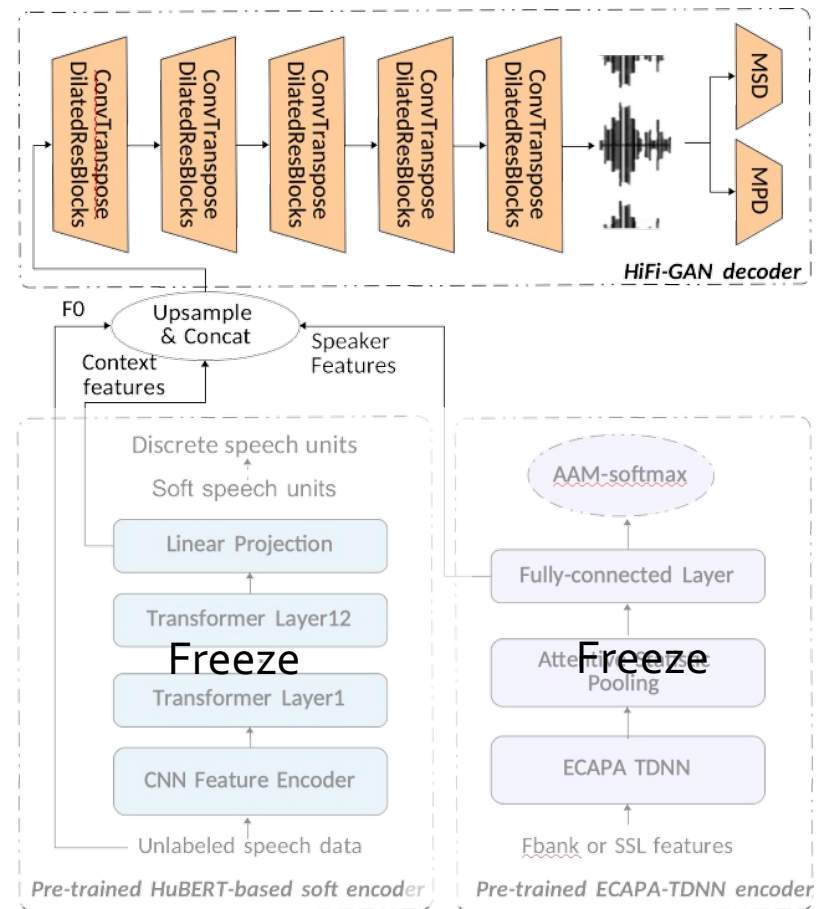 ConvTranspose
DilatedResBlocks
ConvTranspose
DilatedResBlocks
ConvTranspose
DilatedResBlocks
ConvTranspose
DilatedResBlocks
ConvTranspose
DilatedResBlocks
MSD
MPD
HiFi-GAN decoder
F0
Upsample
& Concat
Speaker
Features
Context
features
Discrete speech units
Soft speech units
Linear Projection
Transformer Layer12
Freeze
Transformer Layer1
CNN Feature Encoder
Unlabeled speech data
Pre-trained HuBERT-based soft encoder
AAM-softmax
Fully-connected Layer
Attentive Statistic
Freeze
Pooling
ECAPA TDNN
Fbank or SSL features
Pre-trained ECAPA-TDNN encoder